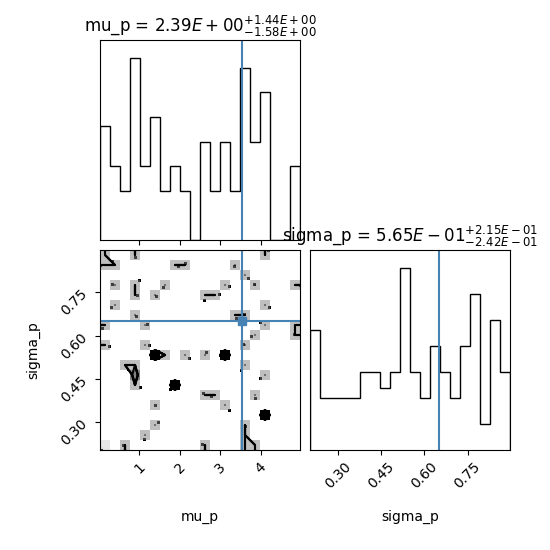 mu_p = 2.39E+00 +1.44E+00 −1.58E+00
sigma_p = 5.65E−01 +2.15E−01 −2.42E−01
0.75
0.60
0.45
0.30
sigma_p
1 2 3 4
0.30 0.45 0.60 0.75
mu_p
sigma_p